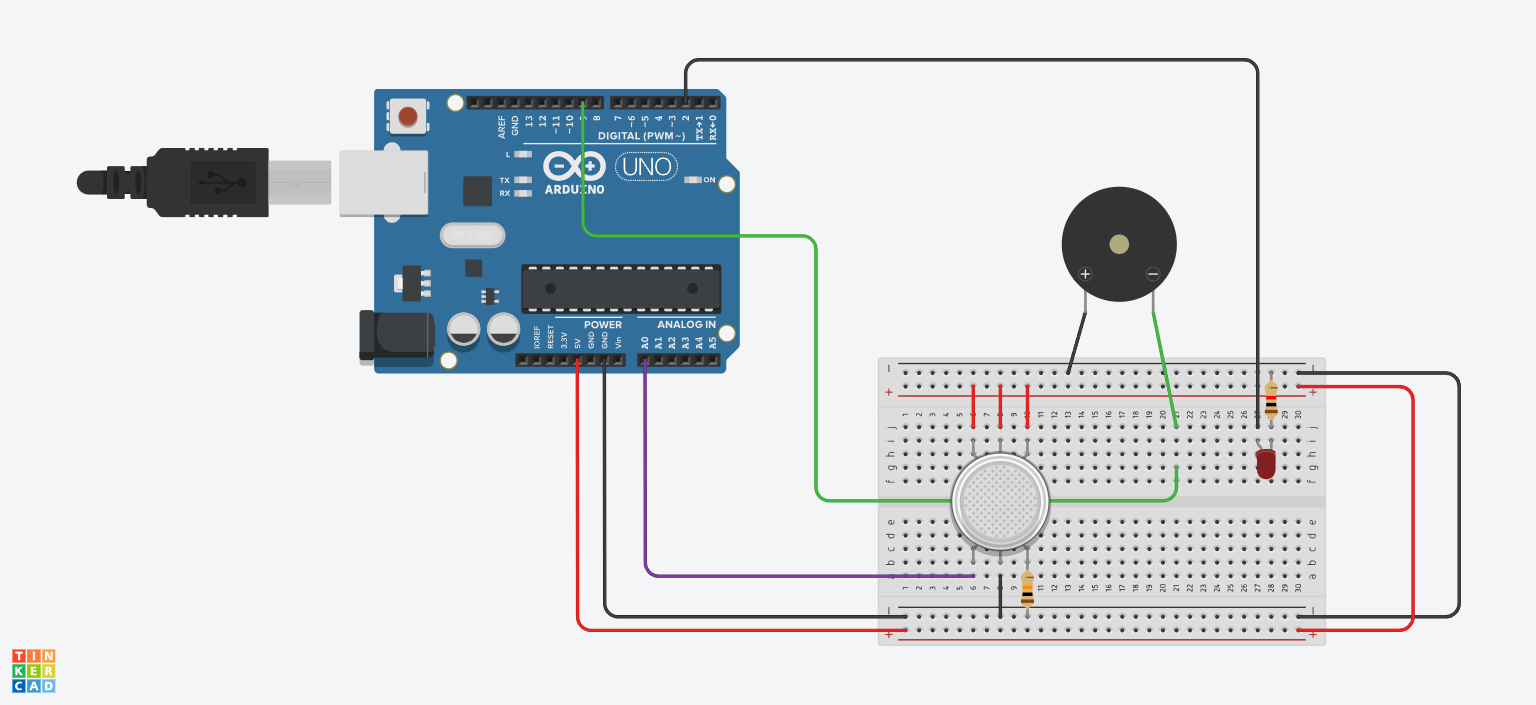 AREF
GND
13
12
~11
~10
9
8
7
~6
~5
4
~3
2
TX→1
RX←0
DIGITAL (PWM~)
L
TX
RX
ARDUINO
UNO
ON
POWER
ANALOG IN
IOREF
RESET
3.3V
5V
GND
GND
Vin
A0
A1
A2
A3
A4
A5
+ −
− −
+ +
1 2 3 4 5 6 7 8 9 10 11 12 13 14 15 16 17 18 19 20 21 22 23 24 25 26 27 28 29 30
j j
i i
h h
g g
f f
e e
d d
c c
b b
a a
1 2 3 4 5 6 7 8 9 10 11 12 13 14 15 16 17 18 19 20 21 22 23 24 25 26 27 28 29 30
− −
+ +
TIN
KER
CAD